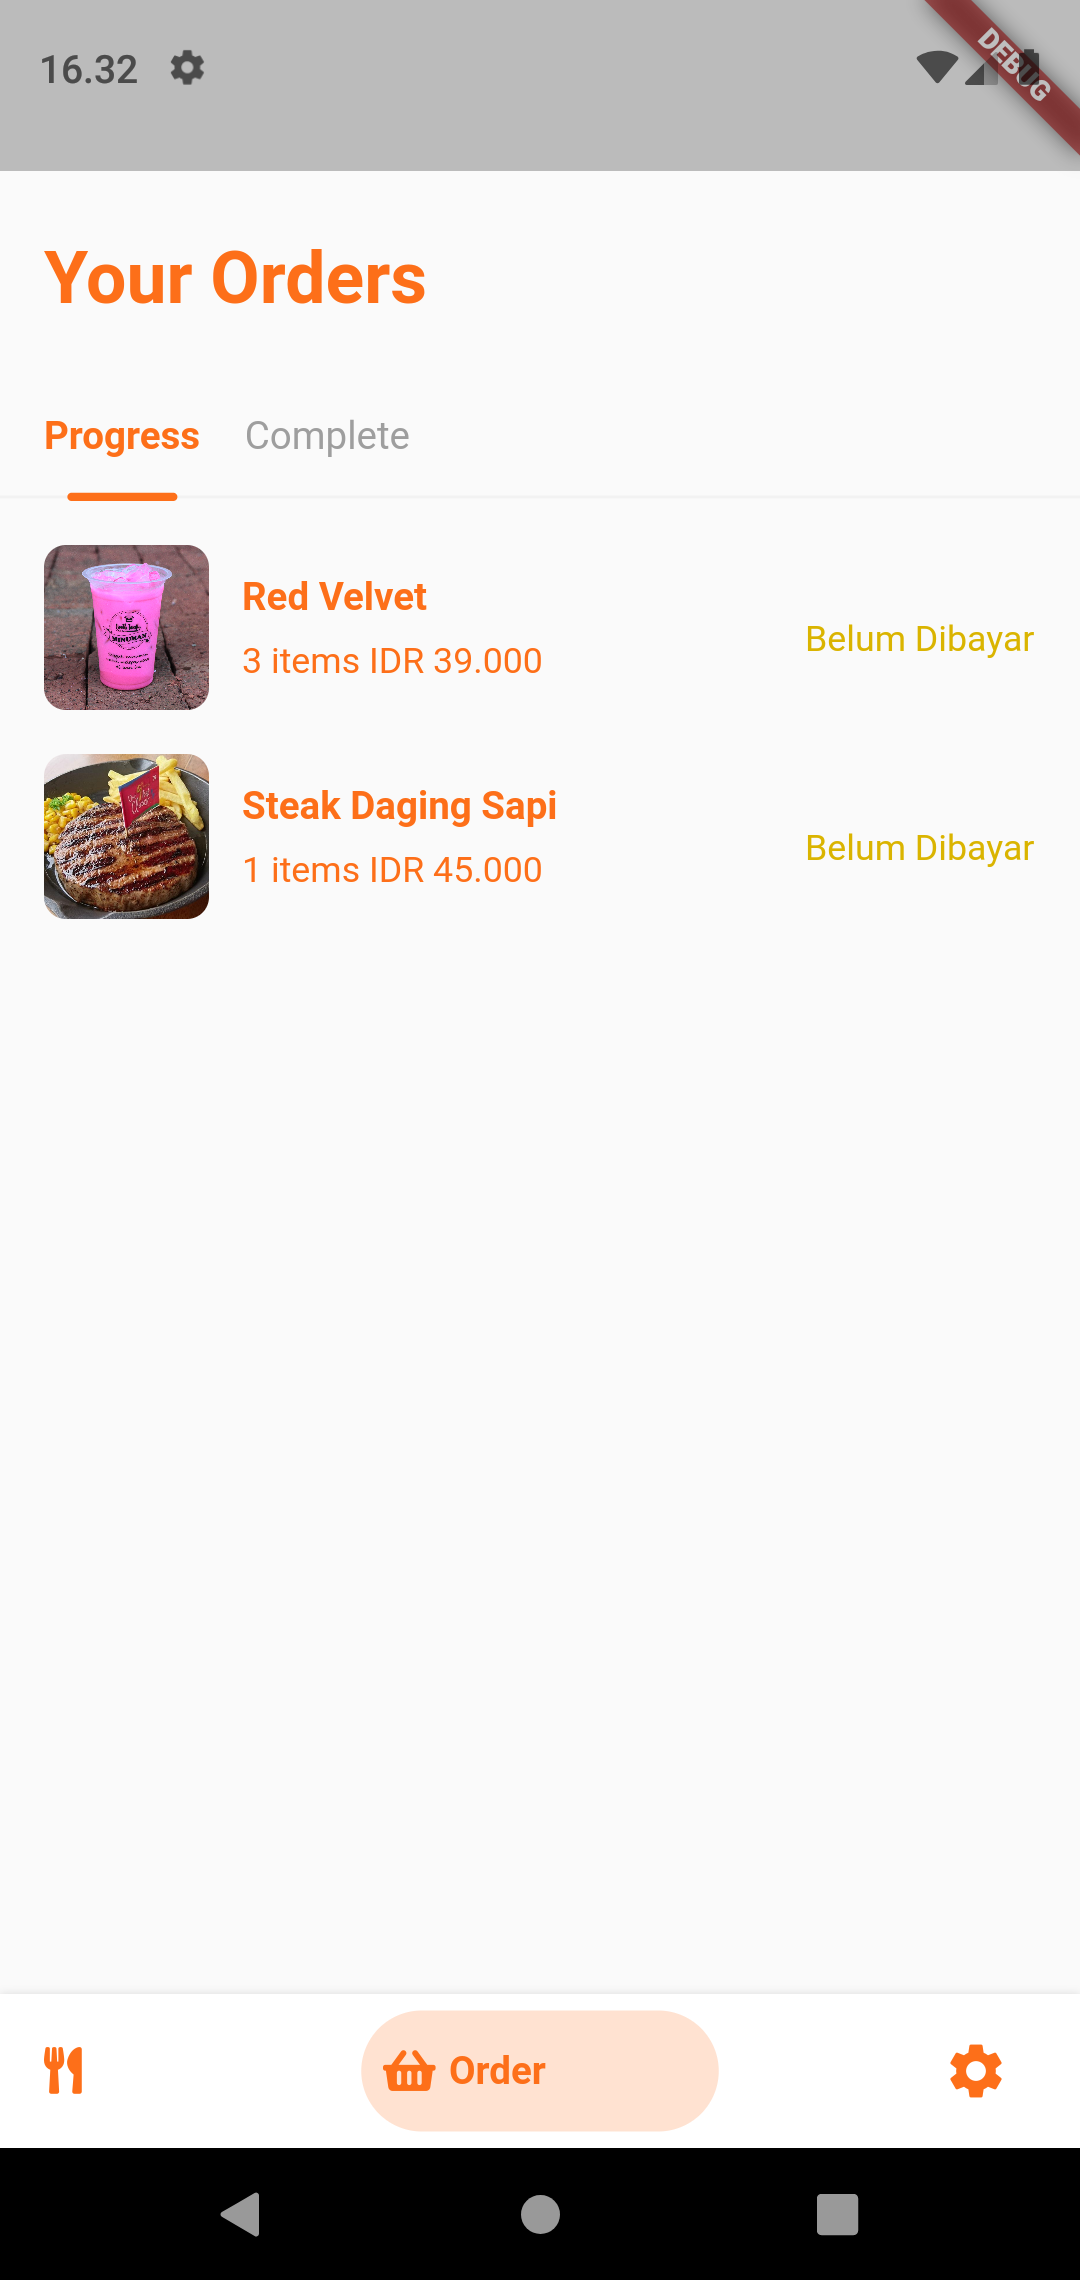 16.32
DEBUG
Your Orders
Progress
Complete
Red Velvet
3 items IDR 39.000
Belum Dibayar
MINUMAN
Steak Daging Sapi
1 items IDR 45.000
Belum Dibayar
Order